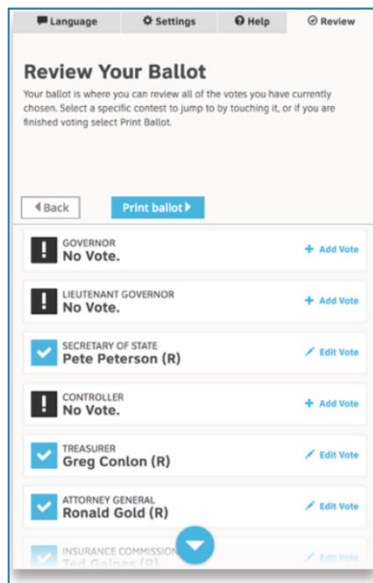 Language Settings Help Review
Review Your Ballot
Your ballot is where you can review all of the votes you have currently
chosen. Select a specific contest to jump to by touching it, or if you are
finished voting select Print Ballot.
Back Print ballot
GOVERNOR
No Vote. Add Vote
LIEUTENANT GOVERNOR
No Vote. Add Vote
SECRETARY OF STATE
Pete Peterson (R) Edit Vote
CONTROLLER
No Vote. Add Vote
TREASURER
Greg Conlon (R) Edit Vote
ATTORNEY GENERAL
Ronald Gold (R) Edit Vote
INSURANCE COMMISSION
Ted Gaines (R) Edit Vote